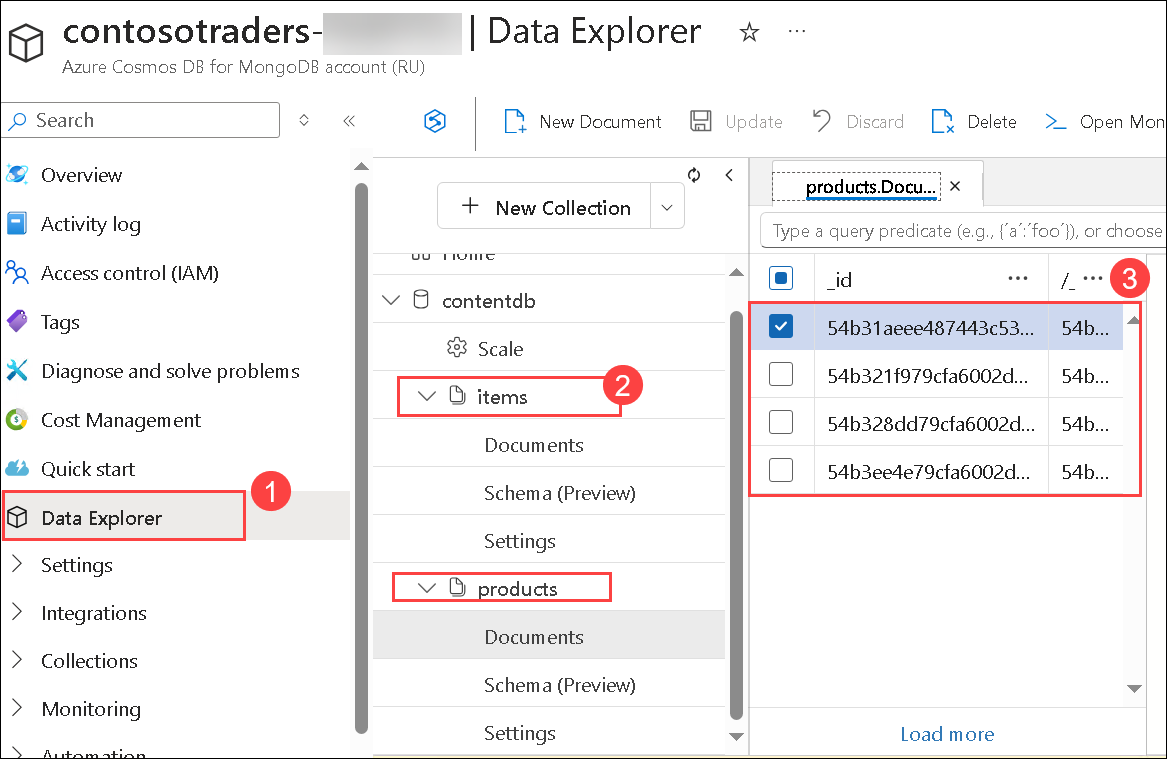 contosotraders- | Data Explorer ☆ ···
Azure Cosmos DB for MongoDB account (RU)
Search
New Document
Update
Discard
Delete
Open Mon
Overview
Activity log
Access control (IAM)
Tags
Diagnose and solve problems
Cost Management
Quick start
Data Explorer
1
Settings
Integrations
Collections
Monitoring
Automation
+ New Collection
Home
contentdb
Scale
items
2
Documents
Schema (Preview)
Settings
products
Documents
Schema (Preview)
Settings
products.Docu...
Type a query predicate (e.g., {´a´:´foo´}), or choose
_id ··· /_ ··· 3
54b31aeee487443c53... 54b...
54b321f979cfa6002d... 54b...
54b328dd79cfa6002d... 54b...
54b3ee4e79cfa6002d... 54b...
Load more